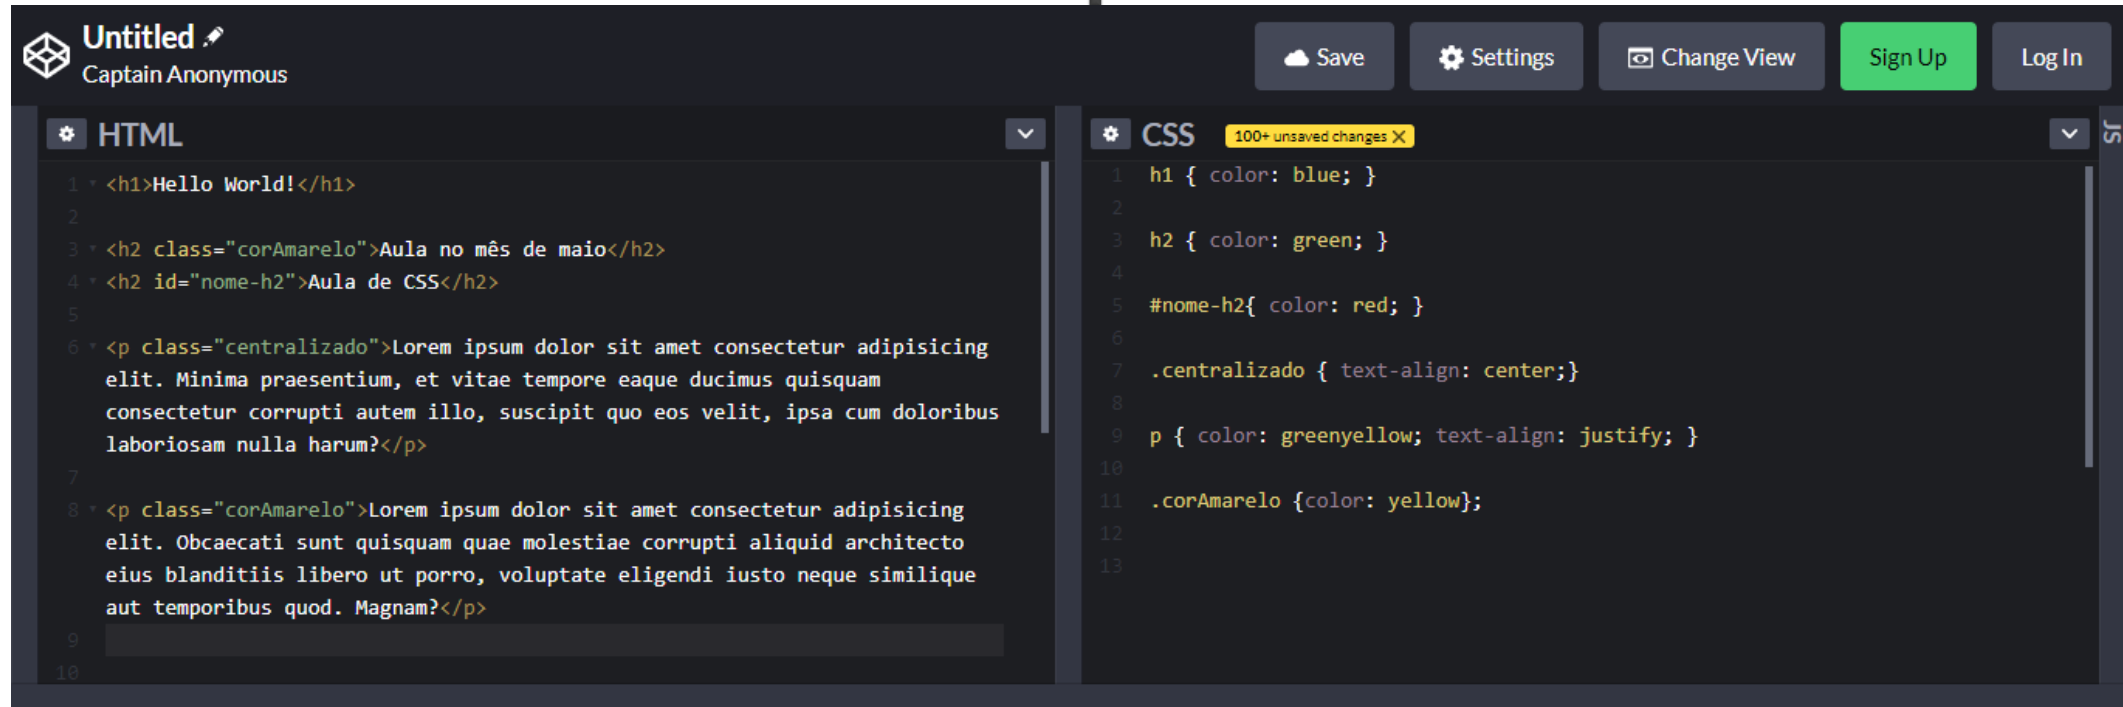 Untitled
Captain Anonymous
Save
Settings
Change View
Sign Up
Log In
HTML
1 <h1>Hello World!</h1>
2
3 <h2 class="corAmarelo">Aula no mês de maio</h2>
4 <h2 id="nome-h2">Aula de CSS</h2>
5
6 <p class="centralizado">Lorem ipsum dolor sit amet consectetur adipisicing
elit. Minima praesentium, et vitae tempore eaque ducimus quisquam
consectetur corrupti autem illo, suscipit quo eos velit, ipsa cum doloribus
laboriosam nulla harum?</p>
7
8 <p class="corAmarelo">Lorem ipsum dolor sit amet consectetur adipisicing
elit. Obcaecati sunt quisquam quae molestiae corrupti aliquid architecto
eius blanditiis libero ut porro, voluptate eligendi iusto neque similique
aut temporibus quod. Magnam?</p>
9
10
CSS
100+ unsaved changes X
1 h1 { color: blue; }
2
3 h2 { color: green; }
4
5 #nome-h2{ color: red; }
6
7 .centralizado { text-align: center;}
8
9 p { color: greenyellow; text-align: justify; }
10
11 .corAmarelo {color: yellow};
12
13
JS